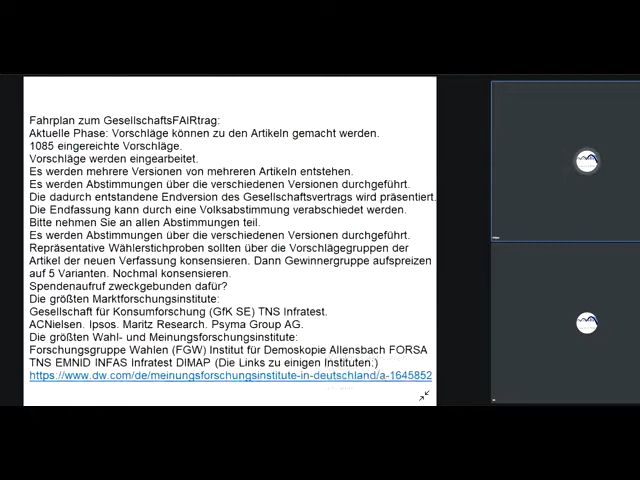 Fahrplan zum GesellschaftsFAIRtrag:
Aktuelle Phase: Vorschläge können zu den Artikeln gemacht werden.
1085 eingereichte Vorschläge.
Vorschläge werden eingearbeitet.
Es werden mehrere Versionen von mehreren Artikeln entstehen.
Es werden Abstimmungen über die verschiedenen Versionen durchgeführt.
Die dadurch entstandene Endversion des Gesellschaftsvertrags wird präsentiert.
Die Endfassung kann durch eine Volksabstimmung verabschiedet werden.
Bitte nehmen Sie an allen Abstimmungen teil.
Es werden Abstimmungen über die verschiedenen Versionen durchgeführt.
Repräsentative Wählerstichproben sollten über die Vorschlägegruppen der
Artikel der neuen Verfassung konsensieren. Dann Gewinnergruppe aufspreizen
auf 5 Varianten. Nochmal konsensieren.
Spendenaufruf zweckgebunden dafür?
Die größten Marktforschungsinstitute:
Gesellschaft für Konsumforschung (GfK SE) TNS Infratest.
ACNielsen. Ipsos. Maritz Research. Psyma Group AG.
Die größten Wahl- und Meinungsforschungsinstitute:
Forschungsgruppe Wahlen (FGW) Institut für Demoskopie Allensbach FORSA
TNS EMNID INFAS Infratest DIMAP (Die Links zu einigen Instituten:)
https://www.dw.com/de/meinungsforschungsinstitute-in-deutschland/a-1645852